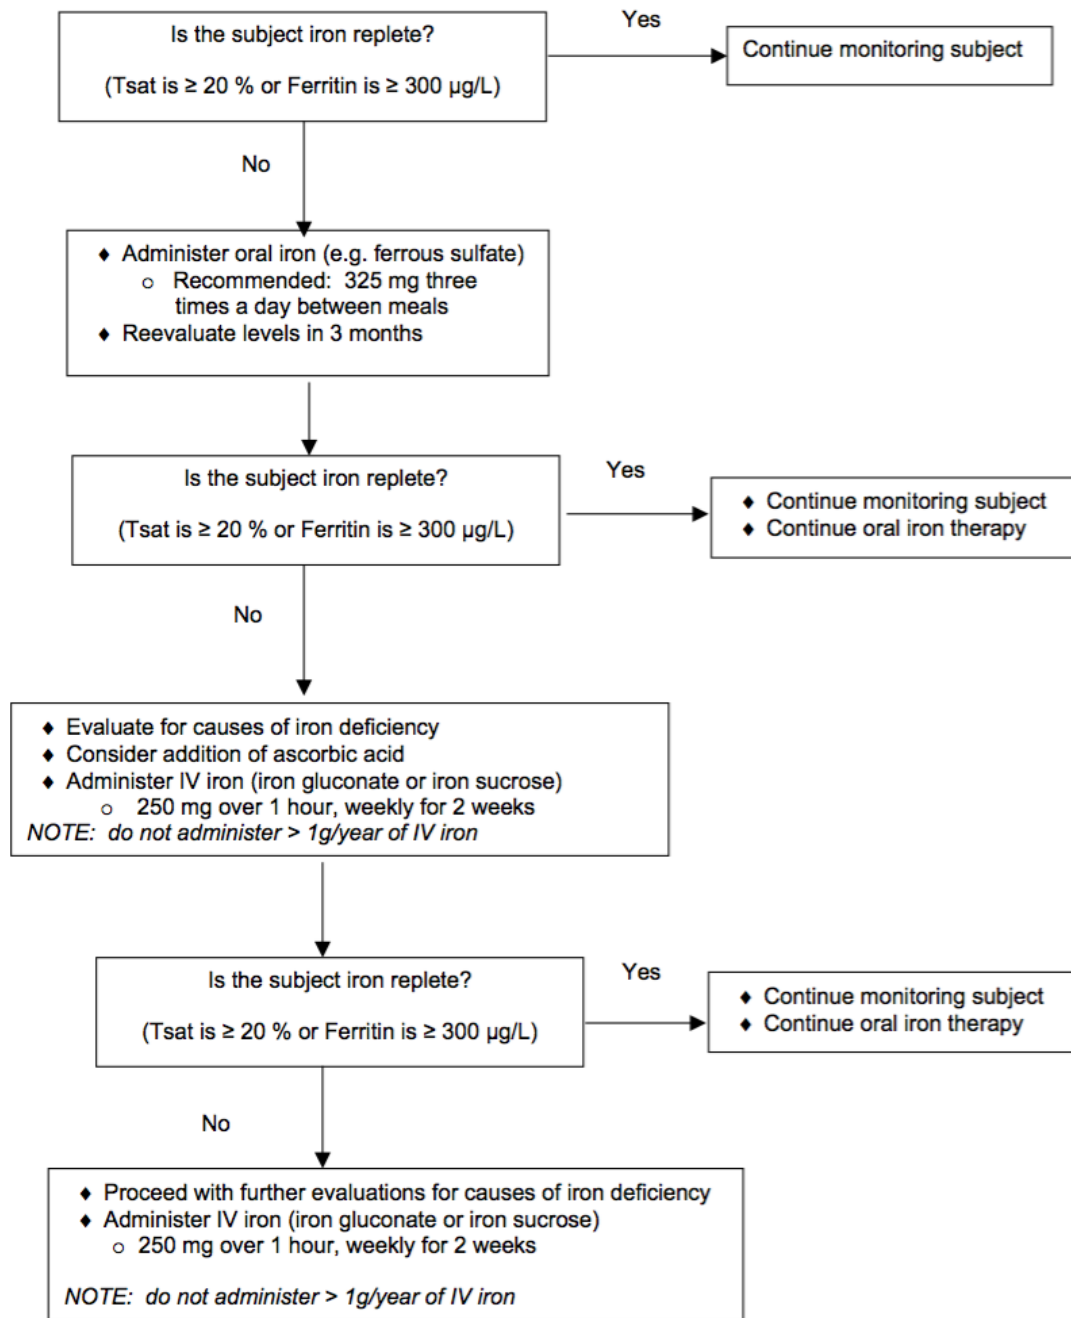 Is the subject iron replete?
(Tsat is ≥ 20 % or Ferritin is ≥ 300 µg/L)
Yes
Continue monitoring subject
No
♦ Administer oral iron (e.g. ferrous sulfate)
o Recommended: 325 mg three
times a day between meals
♦ Reevaluate levels in 3 months
Is the subject iron replete?
(Tsat is ≥ 20 % or Ferritin is ≥ 300 µg/L)
Yes
♦ Continue monitoring subject
♦ Continue oral iron therapy
No
♦ Evaluate for causes of iron deficiency
♦ Consider addition of ascorbic acid
♦ Administer IV iron (iron gluconate or iron sucrose)
o 250 mg over 1 hour, weekly for 2 weeks
NOTE: do not administer > 1g/year of IV iron
Is the subject iron replete?
(Tsat is ≥ 20 % or Ferritin is ≥ 300 µg/L)
Yes
♦ Continue monitoring subject
♦ Continue oral iron therapy
No
♦ Proceed with further evaluations for causes of iron deficiency
♦ Administer IV iron (iron gluconate or iron sucrose)
o 250 mg over 1 hour, weekly for 2 weeks
NOTE: do not administer > 1g/year of IV iron